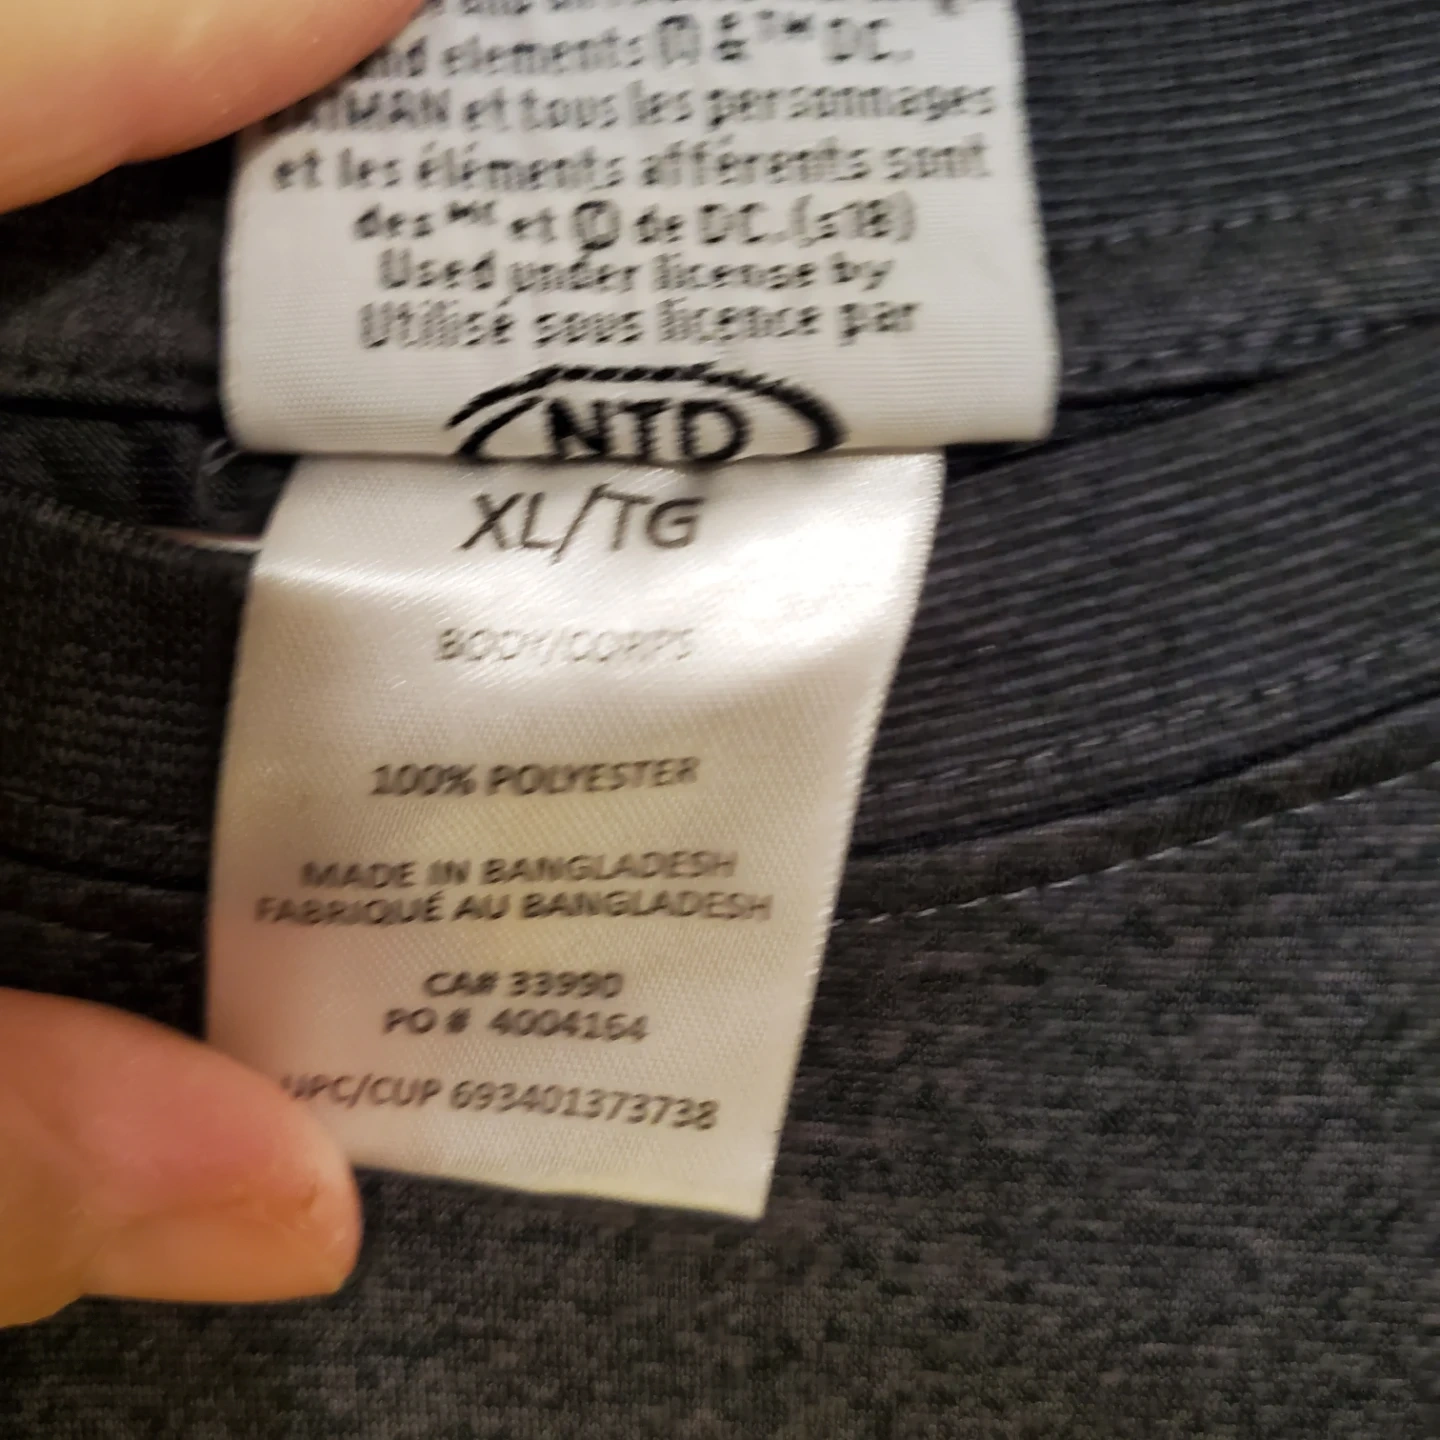 and elements © & ™ DC.
BATMAN et tous les personnages
et les éléments afférents sont
des MC et © de DC. (s18)
Used under license by
Utilisé sous licence par
NTD
XL/TG
BODY/CORPS
100% POLYESTER
MADE IN BANGLADESH
FABRIQUÉ AU BANGLADESH
CA# 33990
PO # 4004164
UPC/CUP 693401373738